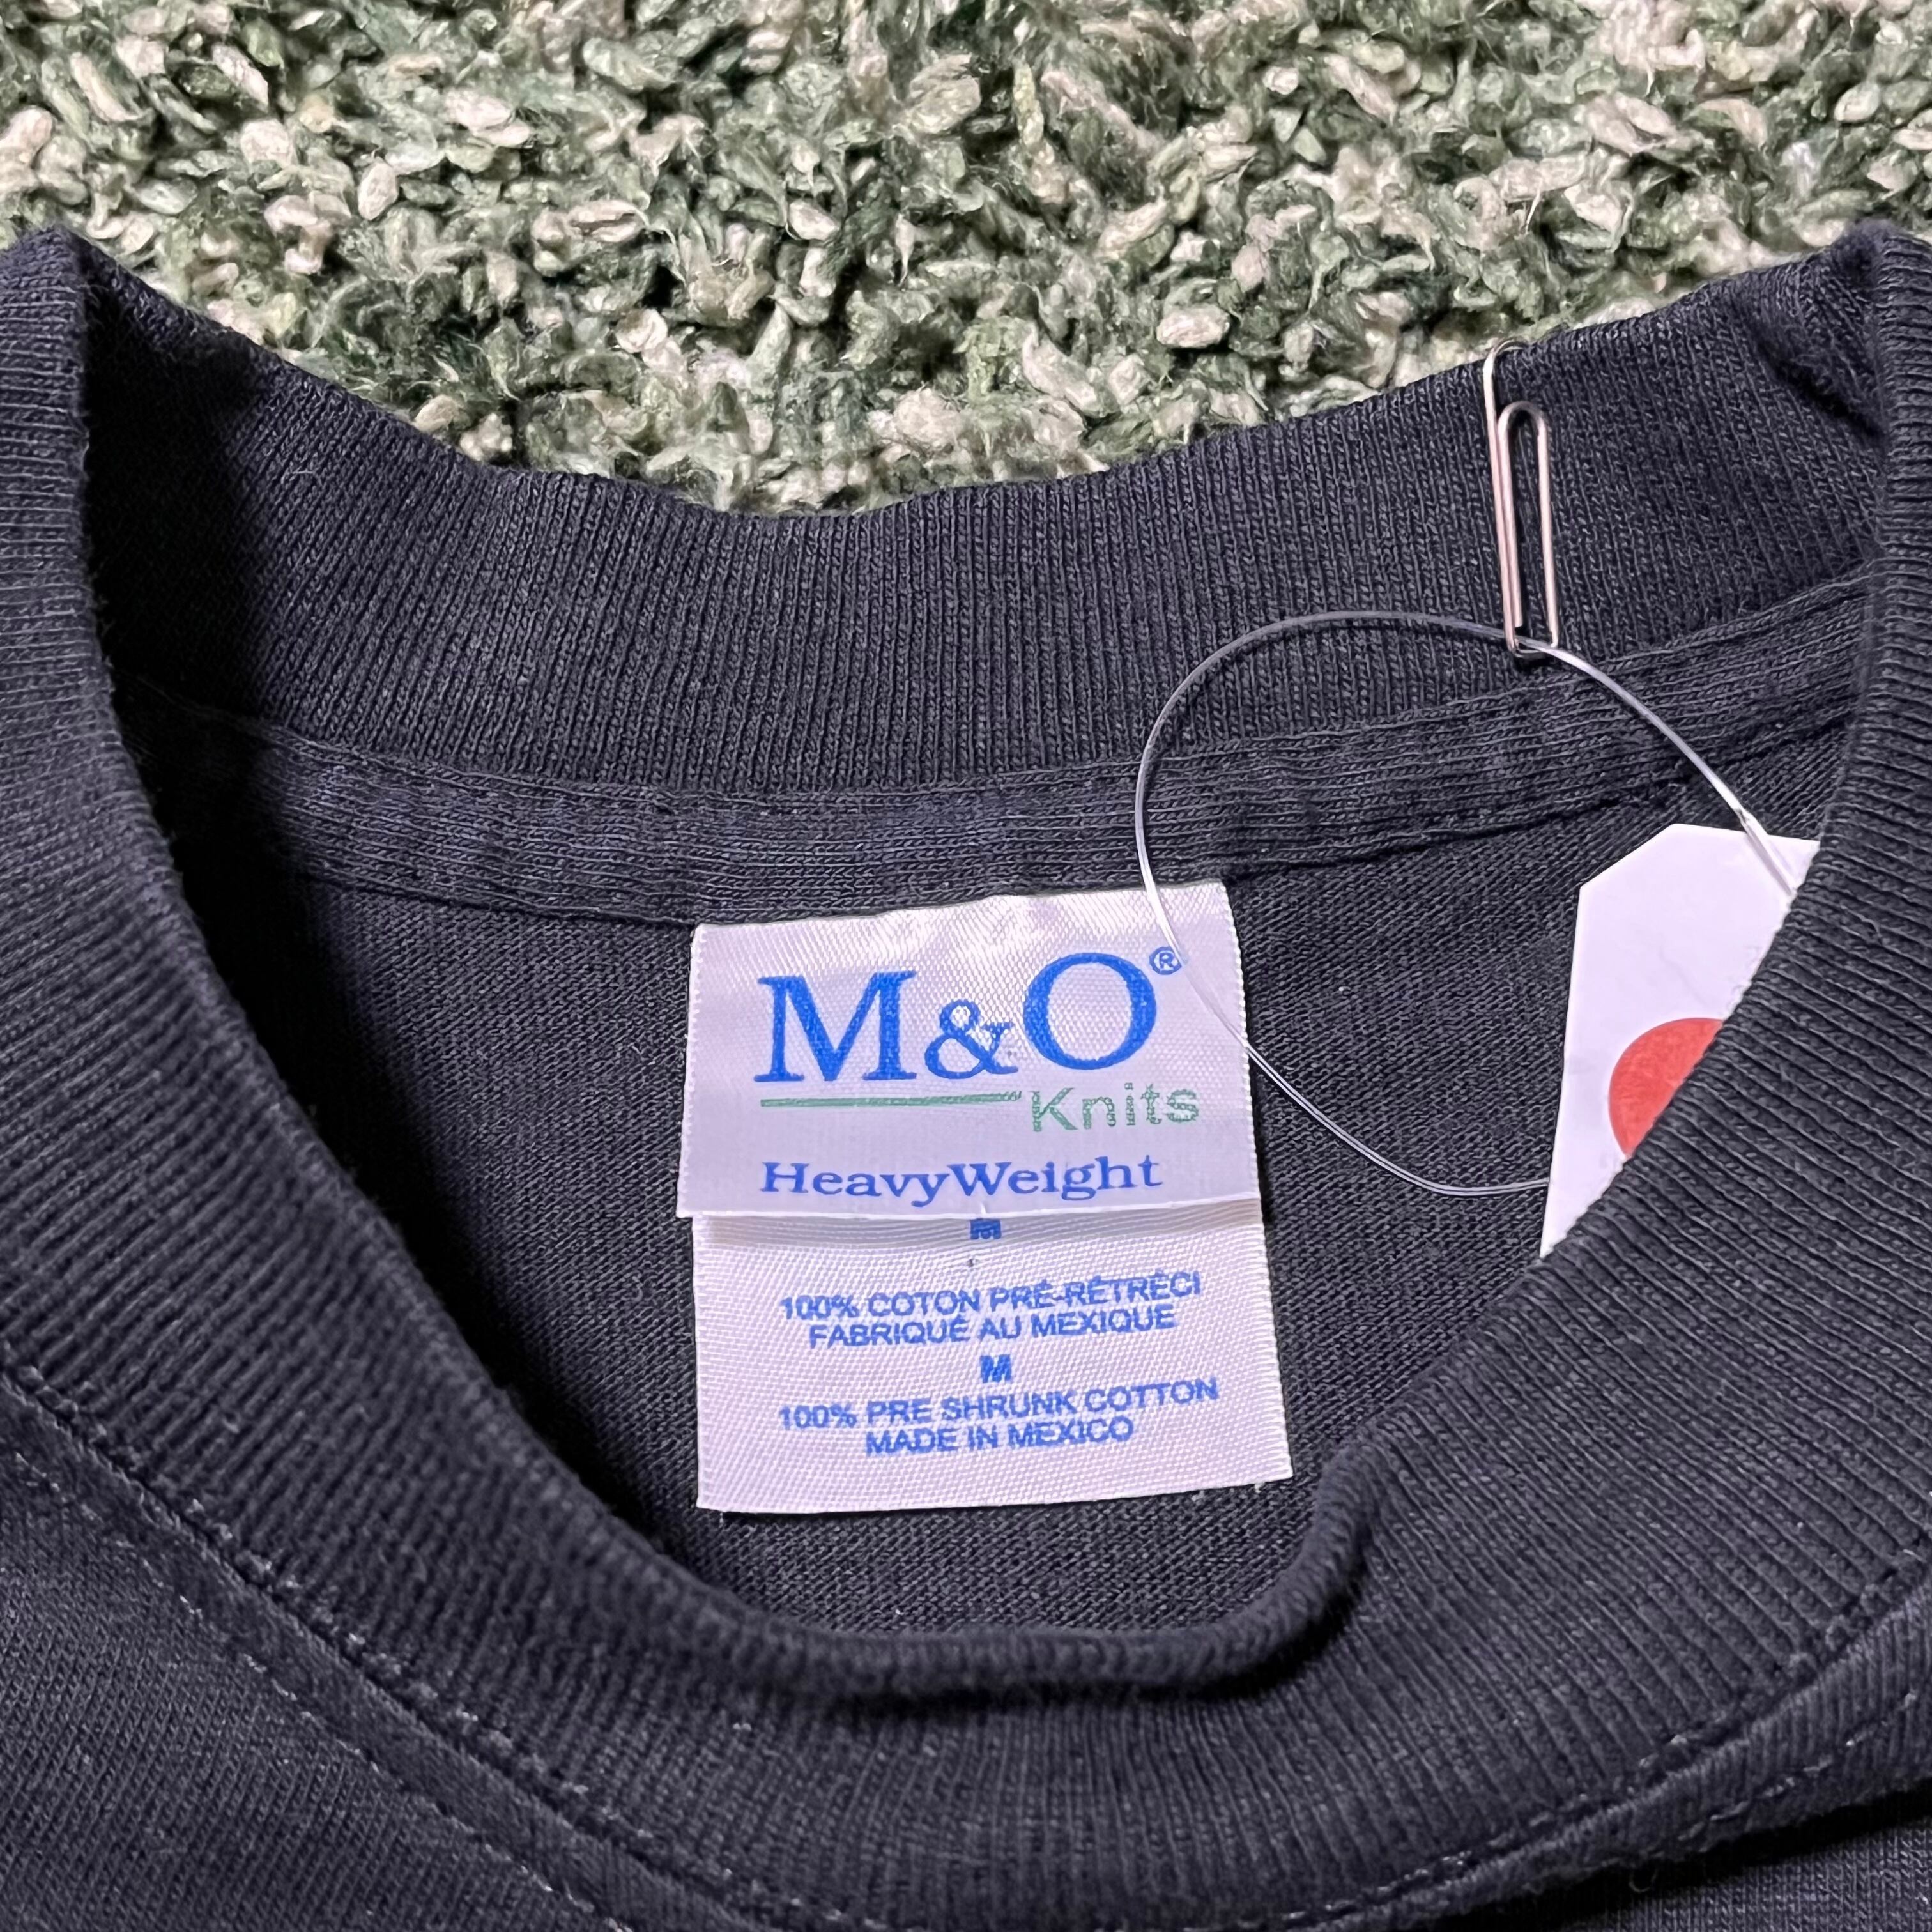 M&O®
Knits
HeavyWeight
M
100% COTON PRÉ-RÉTRÉCI
FABRIQUÉ AU MEXIQUE
M
100% PRE SHRUNK COTTON
MADE IN MEXICO